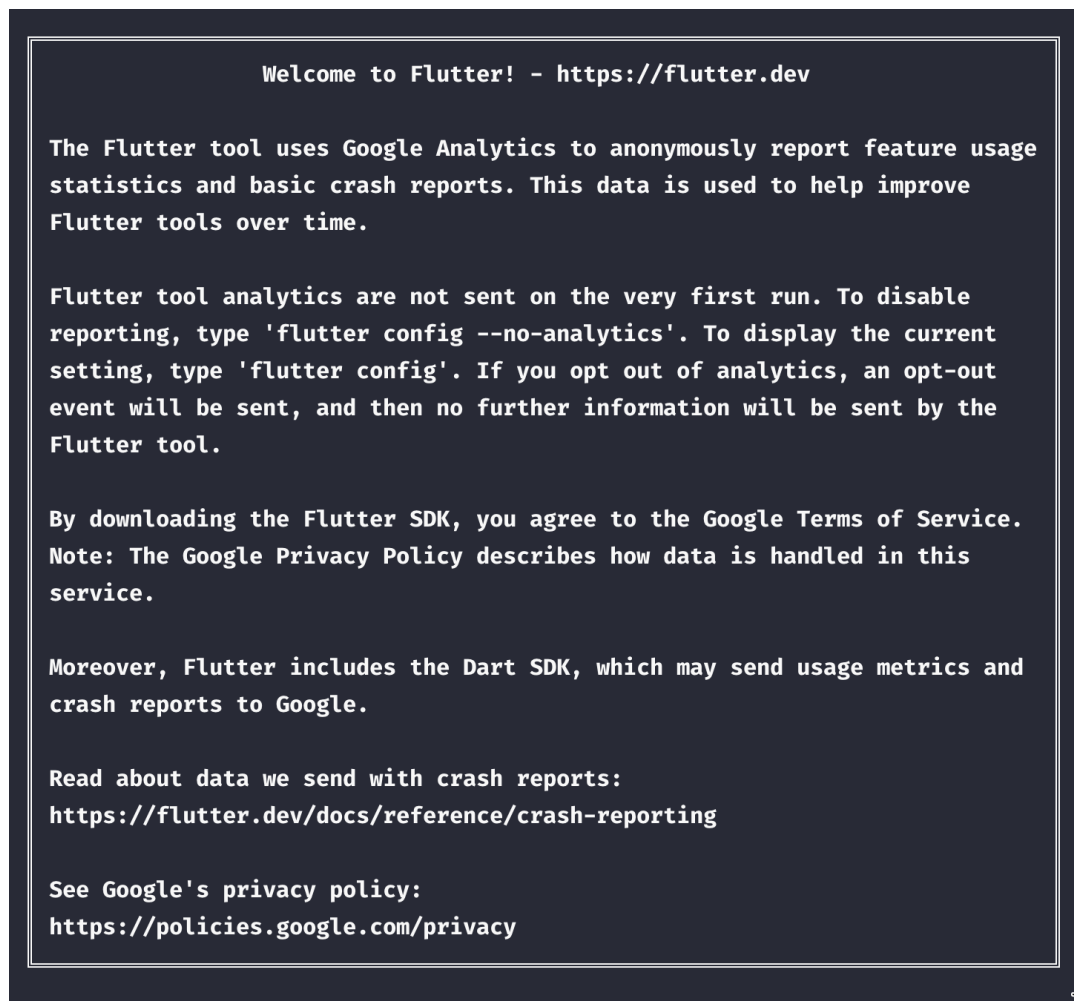 Welcome to Flutter! - https://flutter.dev
The Flutter tool uses Google Analytics to anonymously report feature usage
statistics and basic crash reports. This data is used to help improve
Flutter tools over time.
Flutter tool analytics are not sent on the very first run. To disable
reporting, type 'flutter config --no-analytics'. To display the current
setting, type 'flutter config'. If you opt out of analytics, an opt-out
event will be sent, and then no further information will be sent by the
Flutter tool.
By downloading the Flutter SDK, you agree to the Google Terms of Service.
Note: The Google Privacy Policy describes how data is handled in this
service.
Moreover, Flutter includes the Dart SDK, which may send usage metrics and
crash reports to Google.
Read about data we send with crash reports:
https://flutter.dev/docs/reference/crash-reporting
See Google's privacy policy:
https://policies.google.com/privacy